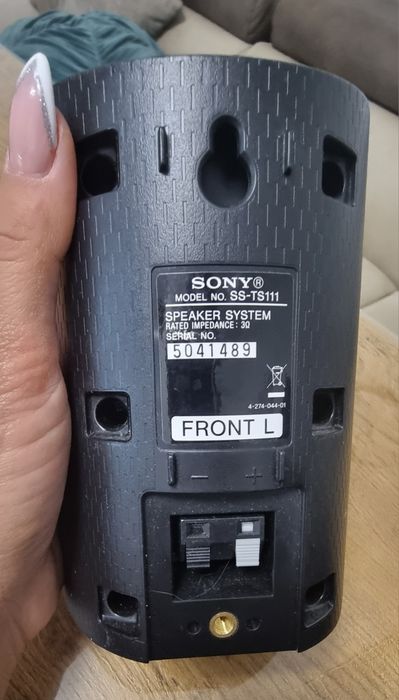 SONY®
MODEL NO. SS-TS111
SPEAKER SYSTEM
RATED IMPEDANCE: 3Ω
SERIAL NO.
5041489
4-274-044-01
FRONT L
− +